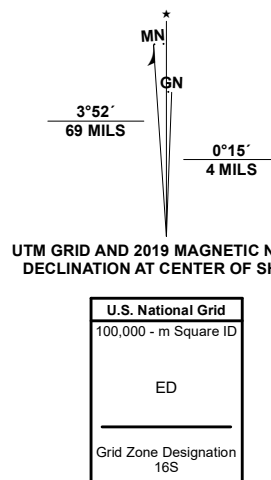 ★
MN
GN
3°52´
69 MILS
0°15´
4 MILS
UTM GRID AND 2019 MAGNETIC N
DECLINATION AT CENTER OF SH
U.S. National Grid
100,000 - m Square ID
ED
Grid Zone Designation
16S